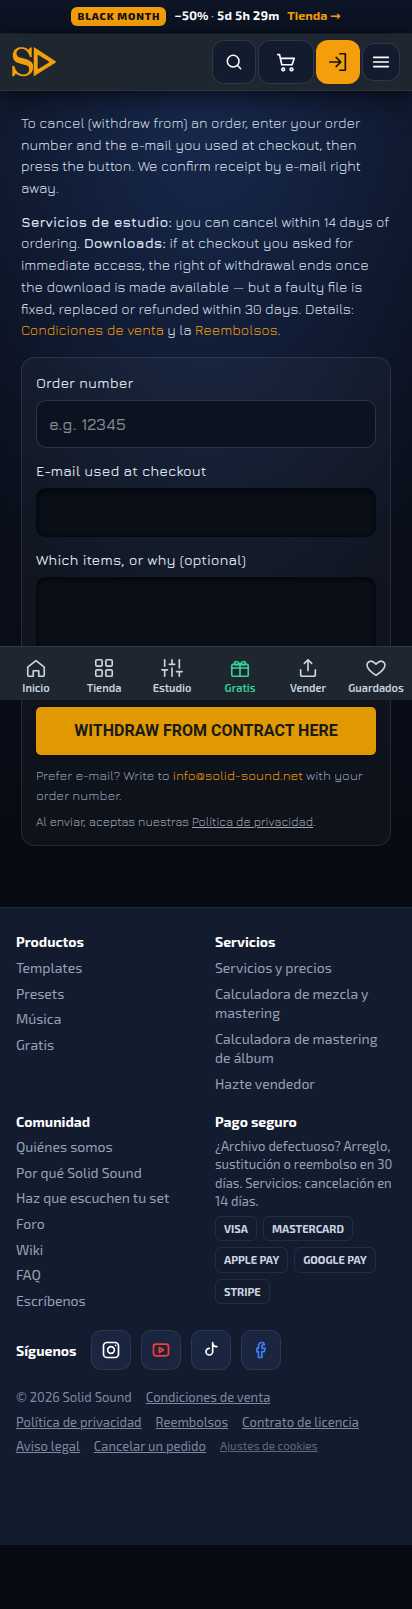 BLACK MONTH −50% · 5d 5h 29m Tienda →
To cancel (withdraw from) an order, enter your order
number and the e-mail you used at checkout, then
press the button. We confirm receipt by e-mail right
away.
Servicios de estudio: you can cancel within 14 days of
ordering. Downloads: if at checkout you asked for
immediate access, the right of withdrawal ends once
the download is made available — but a faulty file is
fixed, replaced or refunded within 30 days. Details:
Condiciones de venta y la Reembolsos.
Order number
e.g. 12345
E-mail used at checkout
Which items, or why (optional)
Inicio Tienda Estudio Gratis Vender Guardados
WITHDRAW FROM CONTRACT HERE
Prefer e-mail? Write to info@solid-sound.net with your
order number.
Al enviar, aceptas nuestras Política de privacidad.
Productos
Templates
Presets
Música
Gratis
Servicios
Servicios y precios
Calculadora de mezcla y
mastering
Calculadora de mastering
de álbum
Hazte vendedor
Comunidad
Quiénes somos
Por qué Solid Sound
Haz que escuchen tu set
Foro
Wiki
FAQ
Escríbenos
Pago seguro
¿Archivo defectuoso? Arreglo,
sustitución o reembolso en 30
días. Servicios: cancelación en
14 días.
VISA MASTERCARD
APPLE PAY GOOGLE PAY
STRIPE
Síguenos
© 2026 Solid Sound Condiciones de venta
Política de privacidad Reembolsos Contrato de licencia
Aviso legal Cancelar un pedido Ajustes de cookies